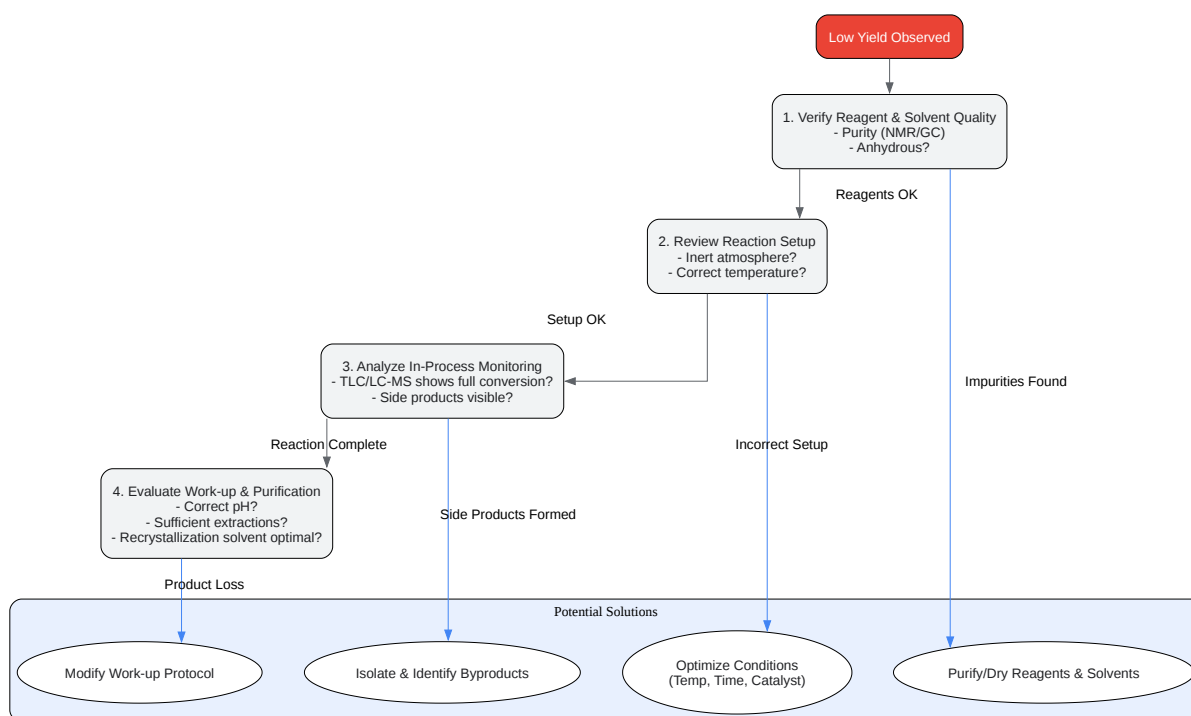 Low Yield Observed
1. Verify Reagent & Solvent Quality
- Purity (NMR/GC)
- Anhydrous?
Reagents OK
2. Review Reaction Setup
- Inert atmosphere?
- Correct temperature?
Setup OK
3. Analyze In-Process Monitoring
- TLC/LC-MS shows full conversion?
- Side products visible?
Impurities Found
Reaction Complete
Incorrect Setup
4. Evaluate Work-up & Purification
- Correct pH?
- Sufficient extractions?
- Recrystallization solvent optimal?
Side Products Formed
Product Loss
Potential Solutions
Modify Work-up Protocol
Isolate & Identify Byproducts
Optimize Conditions
(Temp, Time, Catalyst)
Purify/Dry Reagents & Solvents